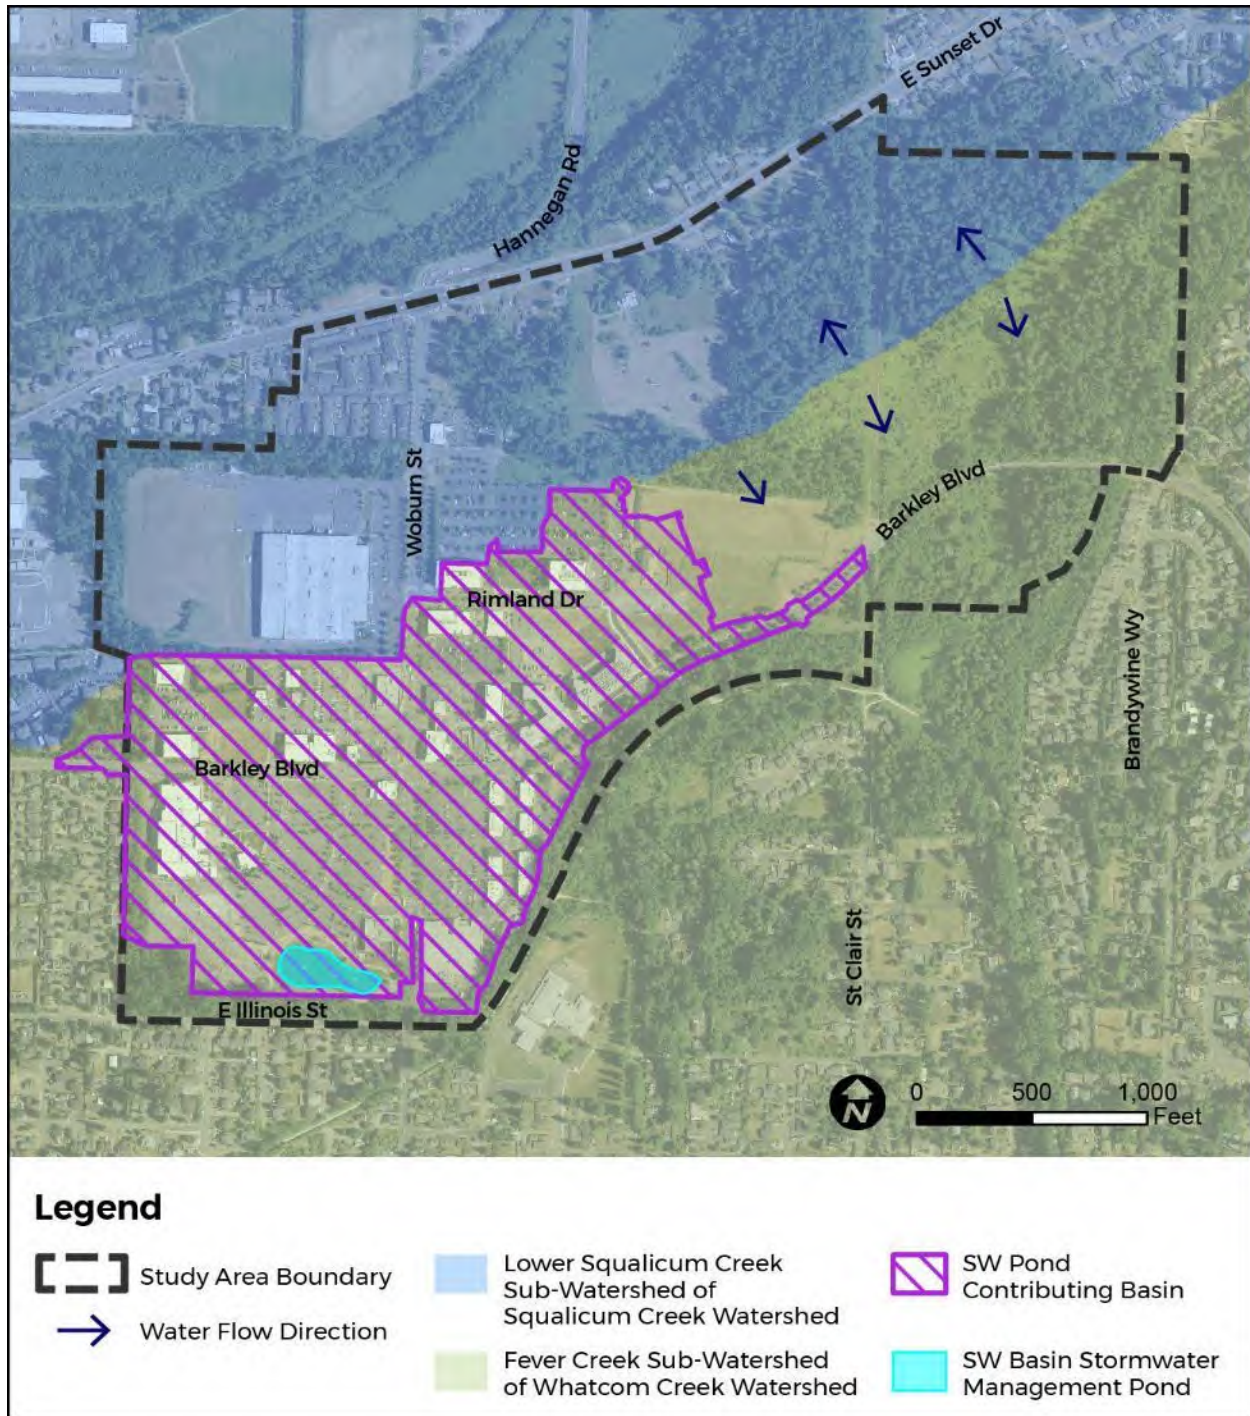 E Sunset Dr
Hannegan Rd
Woburn St
Barkley Blvd
Rimland Dr
Brandywine Wy
Barkley Blvd
St Clair St
E Illinois St
N
0 500 1,000
Feet
Legend
Study Area Boundary
Water Flow Direction
Lower Squalicum Creek
Sub-Watershed of
Squalicum Creek Watershed
Fever Creek Sub-Watershed
of Whatcom Creek Watershed
SW Pond
Contributing Basin
SW Basin Stormwater
Management Pond